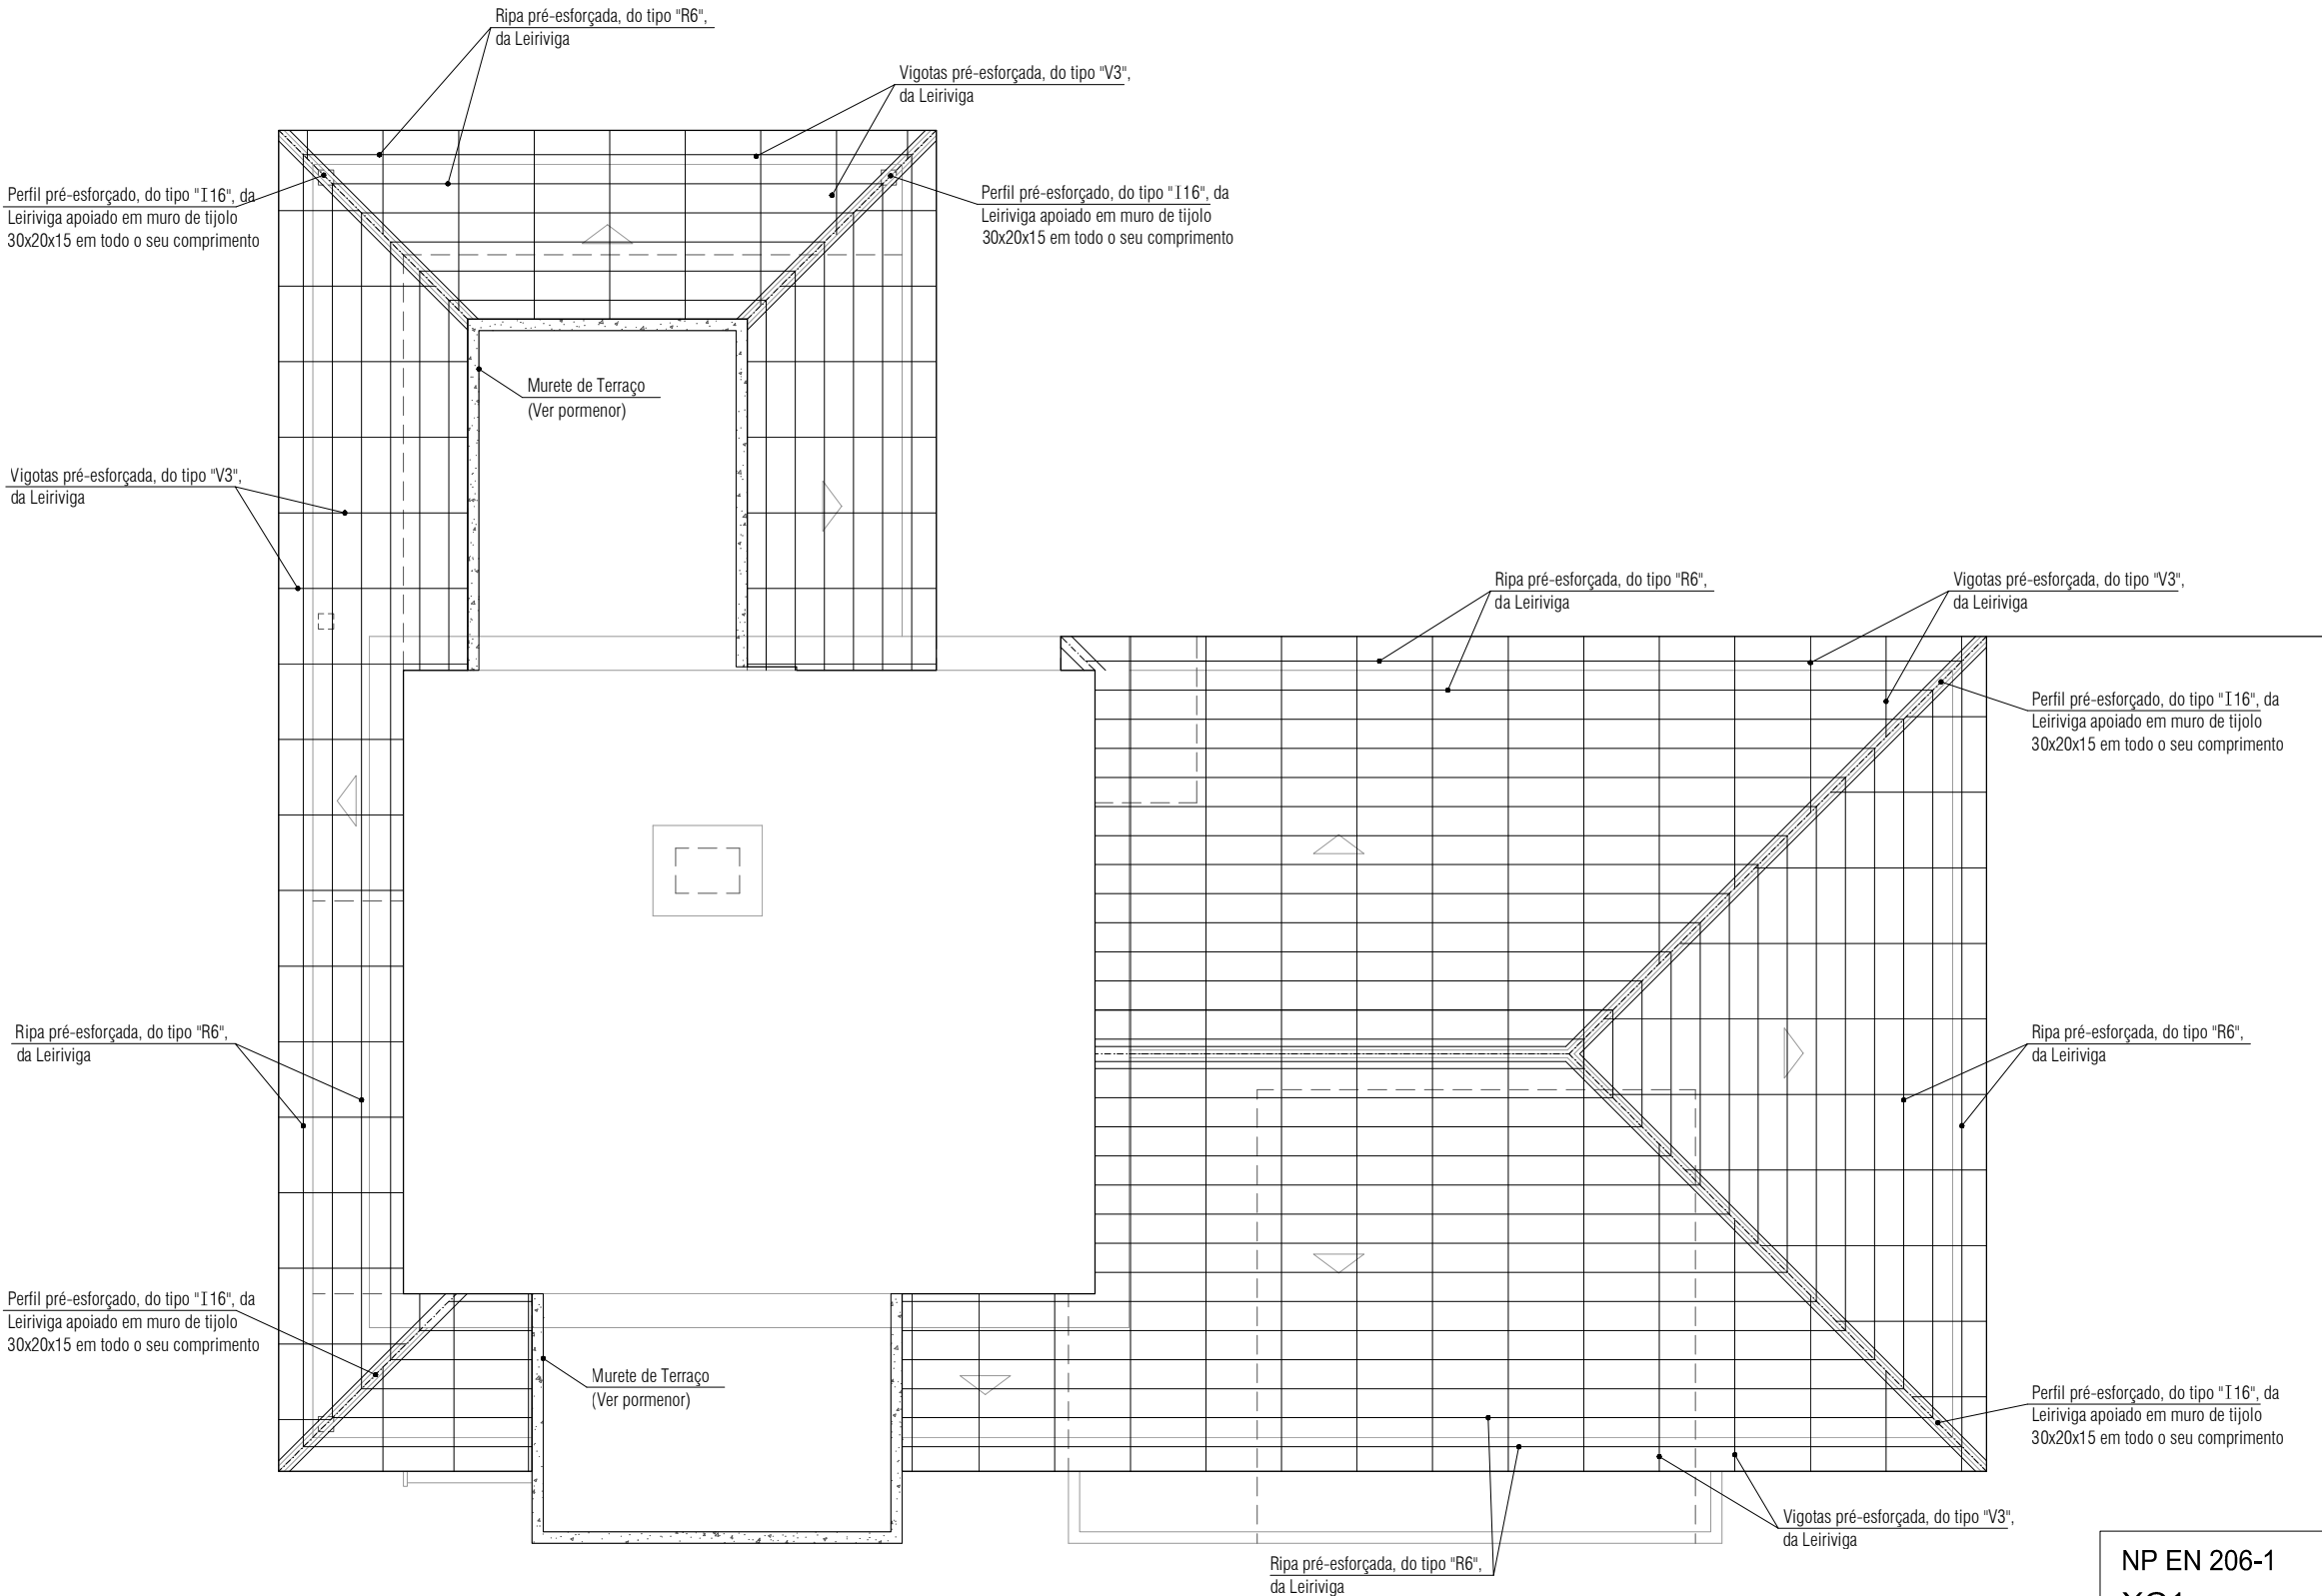 Ripa pré-esforçada, do tipo "R6",
da Leiriviga
Vigotas pré-esforçada, do tipo "V3",
da Leiriviga
Perfil pré-esforçado, do tipo "I16", da
Leiriviga apoiado em muro de tijolo
30x20x15 em todo o seu comprimento
Perfil pré-esforçado, do tipo "I16", da
Leiriviga apoiado em muro de tijolo
30x20x15 em todo o seu comprimento
Murete de Terraço
(Ver pormenor)
Vigotas pré-esforçada, do tipo "V3",
da Leiriviga
Ripa pré-esforçada, do tipo "R6",
da Leiriviga
Vigotas pré-esforçada, do tipo "V3",
da Leiriviga
Perfil pré-esforçado, do tipo "I16", da
Leiriviga apoiado em muro de tijolo
30x20x15 em todo o seu comprimento
Ripa pré-esforçada, do tipo "R6",
da Leiriviga
Ripa pré-esforçada, do tipo "R6",
da Leiriviga
Perfil pré-esforçado, do tipo "I16", da
Leiriviga apoiado em muro de tijolo
30x20x15 em todo o seu comprimento
Murete de Terraço
(Ver pormenor)
Perfil pré-esforçado, do tipo "I16", da
Leiriviga apoiado em muro de tijolo
30x20x15 em todo o seu comprimento
Vigotas pré-esforçada, do tipo "V3",
da Leiriviga
Ripa pré-esforçada, do tipo "R6",
da Leiriviga
NP EN 206-1